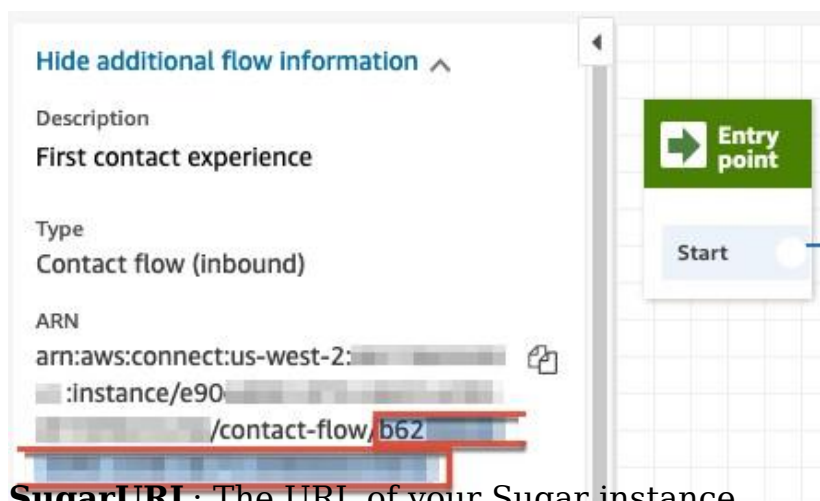 Hide additional flow information
Description
First contact experience
Type
Contact flow (inbound)
ARN
arn:aws:connect:us-west-2:
:instance/e90
/contact-flow/b62
Entry
point
Start
SugarURL: The URL of your Sugar instance